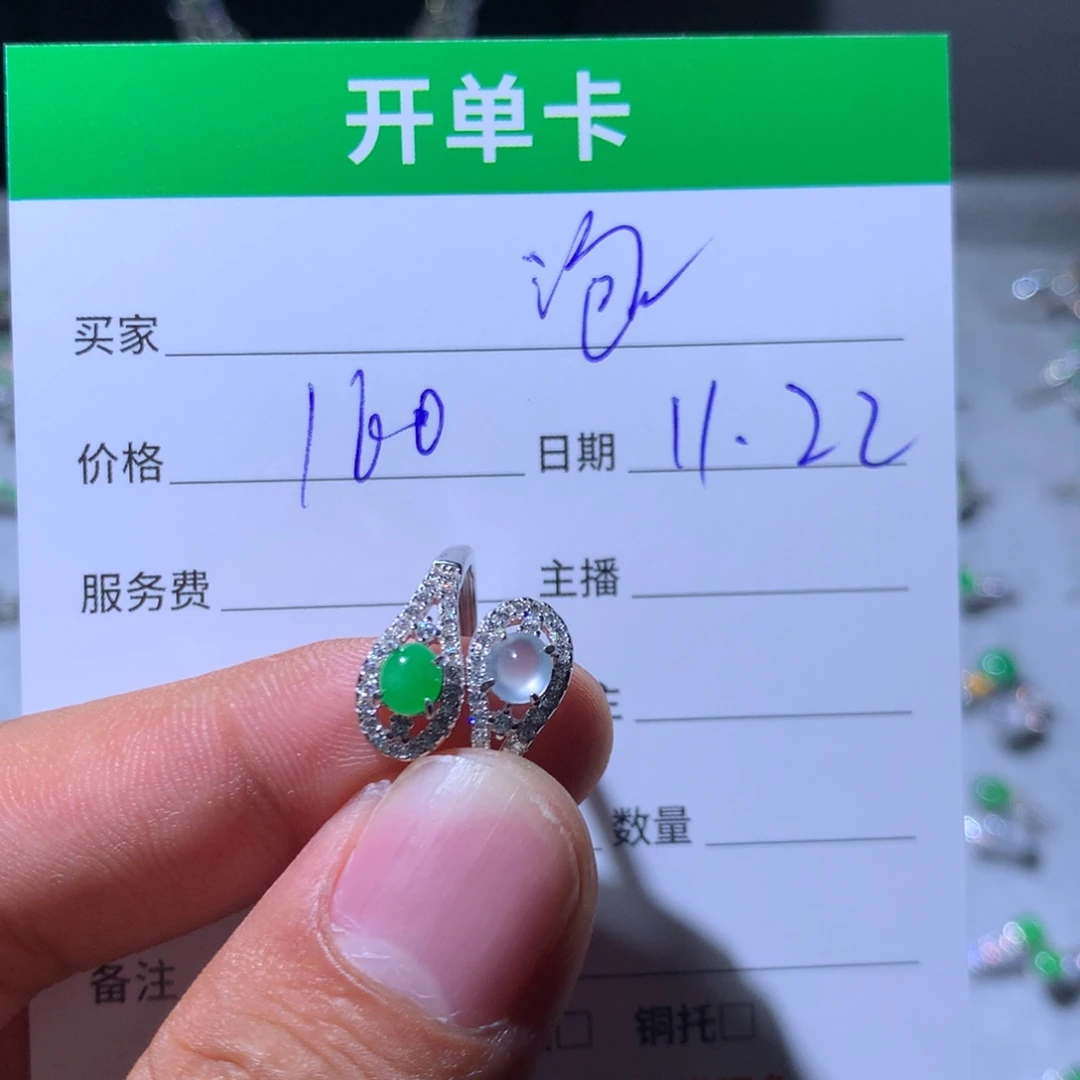 开单卡
买家 泡
价格 160 日期 11.22
服务费 主播
数量
备注
铜托□